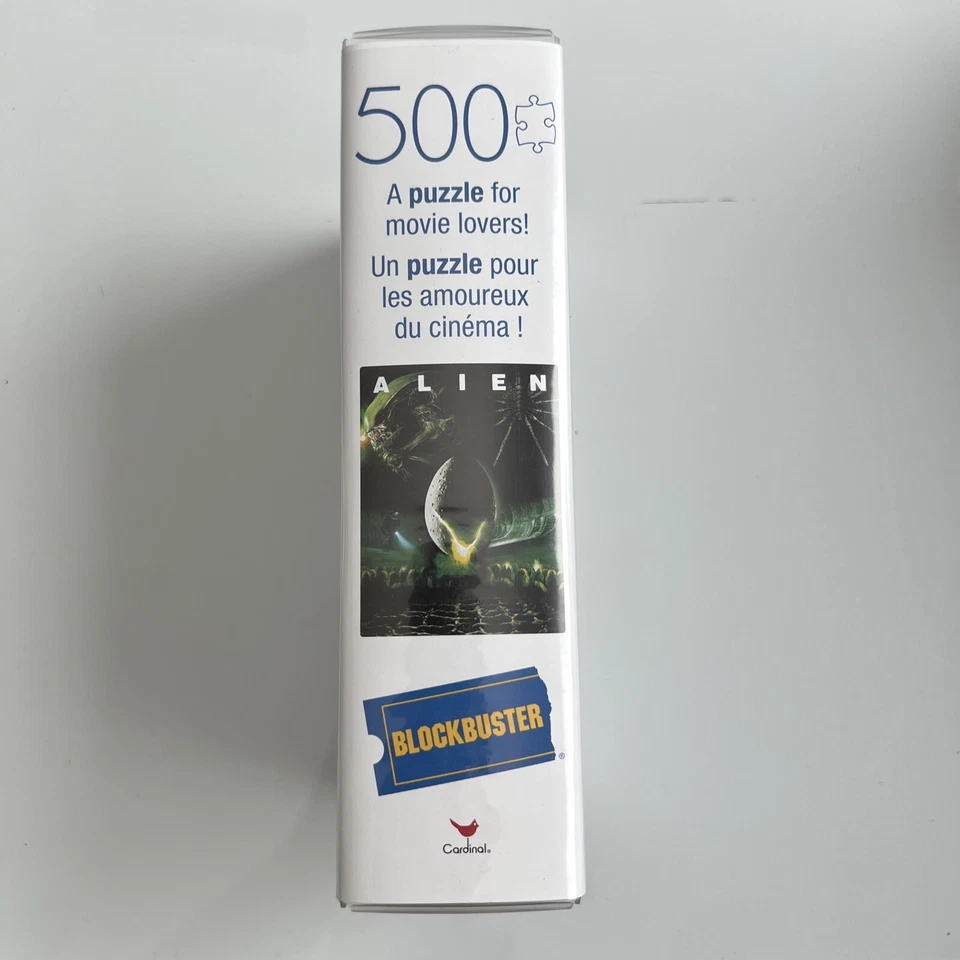 500
A puzzle for
movie lovers!
Un puzzle pour
les amoureux
du cinéma !
ALIEN
BLOCKBUSTER®
Cardinal®